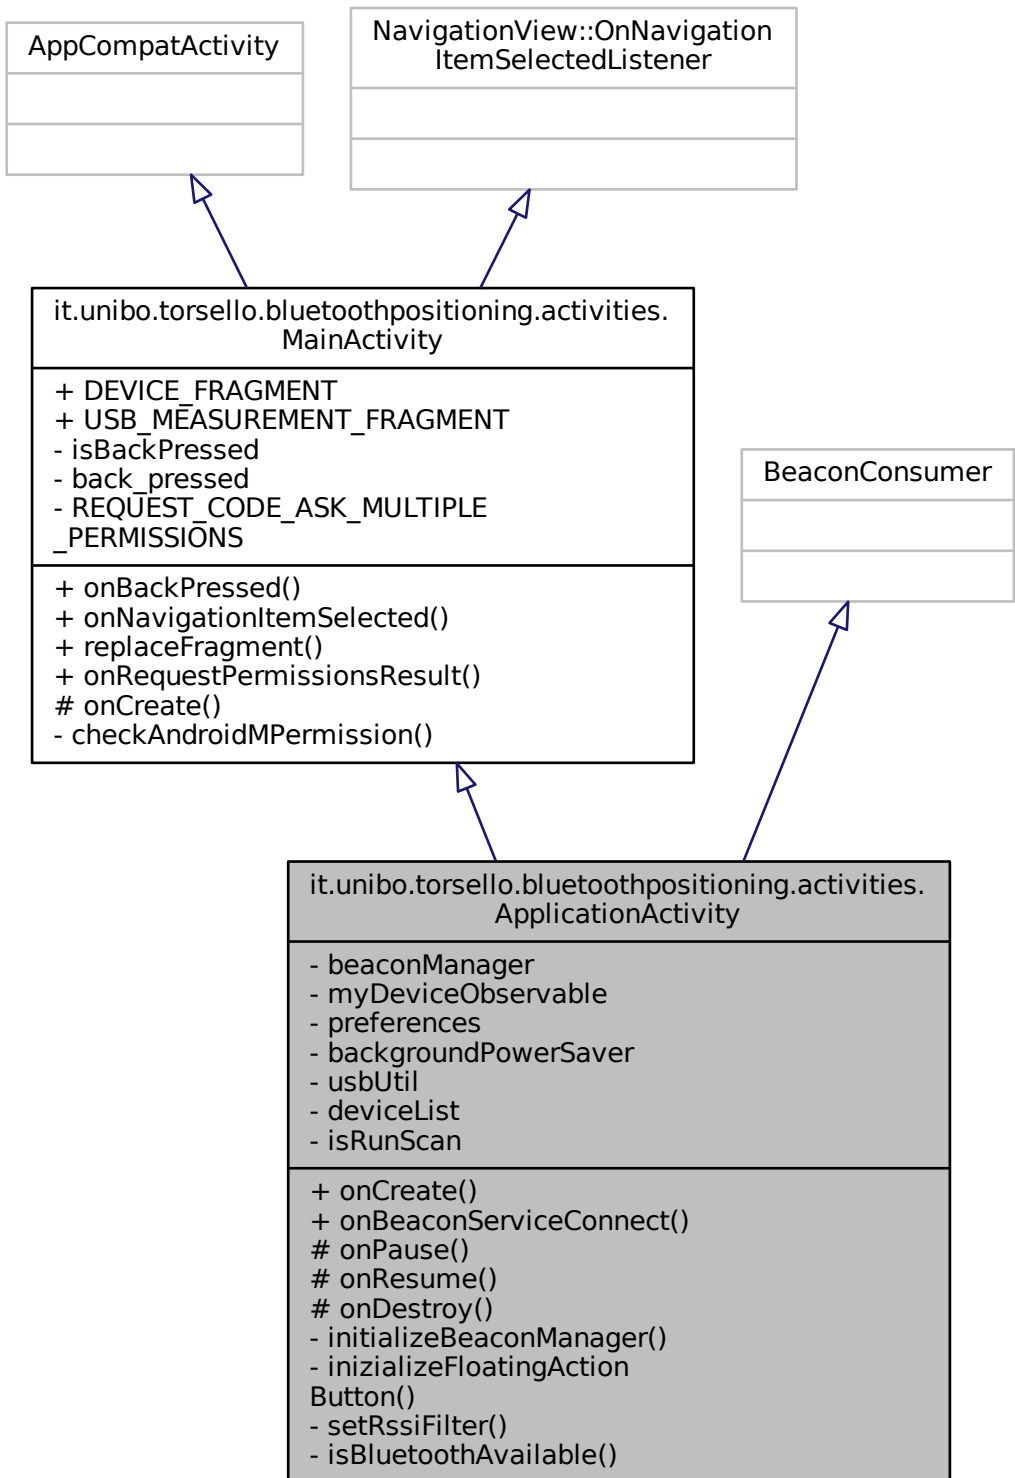 AppCompatActivity
NavigationView::OnNavigation
ItemSelectedListener
it.unibo.torsello.bluetoothpositioning.activities.
MainActivity
+ DEVICE_FRAGMENT
+ USB_MEASUREMENT_FRAGMENT
- isBackPressed
- back_pressed
- REQUEST_CODE_ASK_MULTIPLE
_PERMISSIONS
+ onBackPressed()
+ onNavigationItemSelected()
+ replaceFragment()
+ onRequestPermissionsResult()
# onCreate()
- checkAndroidMPermission()
BeaconConsumer
it.unibo.torsello.bluetoothpositioning.activities.
ApplicationActivity
- beaconManager
- myDeviceObservable
- preferences
- backgroundPowerSaver
- usbUtil
- deviceList
- isRunScan
+ onCreate()
+ onBeaconServiceConnect()
# onPause()
# onResume()
# onDestroy()
- initializeBeaconManager()
- inizializeFloatingAction
Button()
- setRssiFilter()
- isBluetoothAvailable()